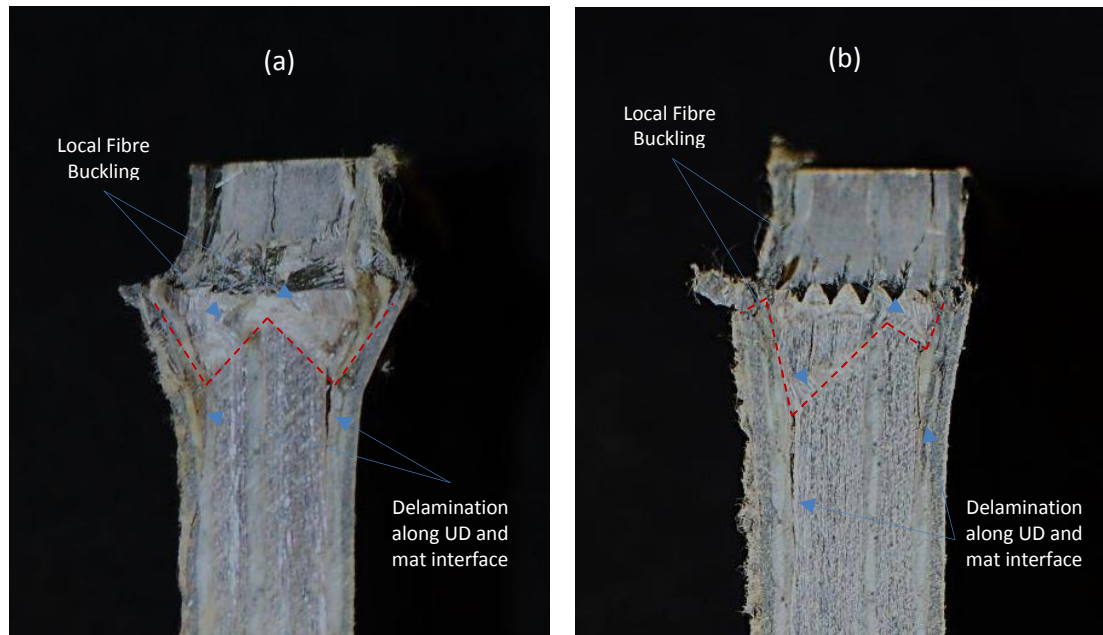 (a)
Local Fibre
Buckling
Delamination
along UD and
mat interface
(b)
Local Fibre
Buckling
Delamination
along UD and
mat interface